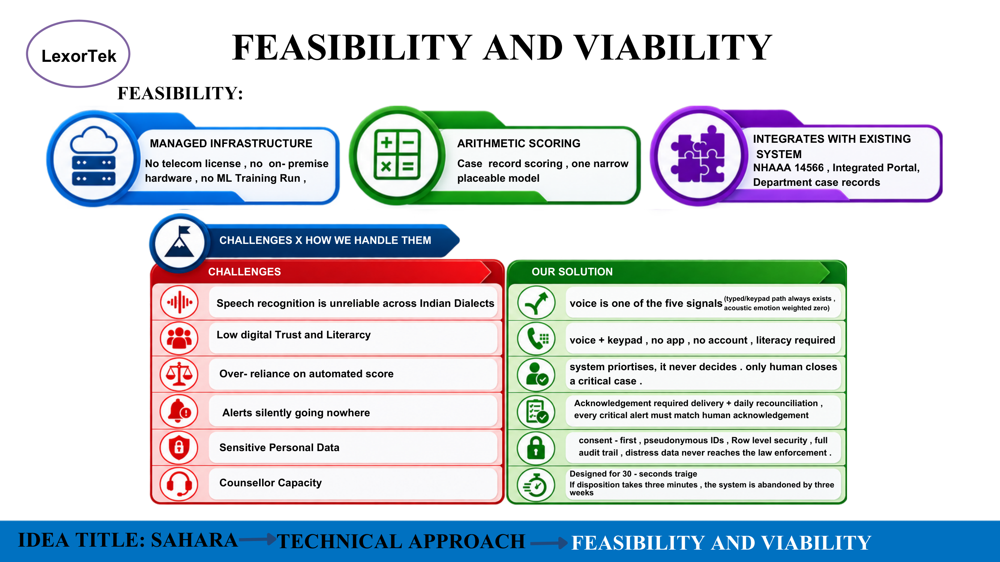 LexorTek
FEASIBILITY AND VIABILITY
FEASIBILITY:
MANAGED INFRASTRUCTURE
No telecom license , no on- premise
hardware , no ML Training Run ,
ARITHMETIC SCORING
Case record scoring , one narrow
placeable model
INTEGRATES WITH EXISTING
SYSTEM
NHAAA 14566 , Integrated Portal,
Department case records
CHALLENGES X HOW WE HANDLE THEM
CHALLENGES
OUR SOLUTION
Speech recognition is unreliable across Indian Dialects
voice is one of the five signals
(typed/keypad path always exists ,
acoustic emotion weighted zero)
Low digital Trust and Literarcy
voice + keypad , no app , no account , literacy required
Over- reliance on automated score
system priortises, it never decides . only human closes
a critical case .
Alerts silently going nowhere
Acknowledgement required delivery + daily recounciliation ,
every critical alert must match human acknowledgement
Sensitive Personal Data
consent - first , pseudonymous IDs , Row level security , full
audit trail , distress data never reaches the law enforcement .
Counsellor Capacity
Designed for 30 - seconds traige
If disposition takes three minutes , the system is abandoned by three
weeks
IDEA TITLE: SAHARA
TECHNICAL APPROACH
FEASIBILITY AND VIABILITY